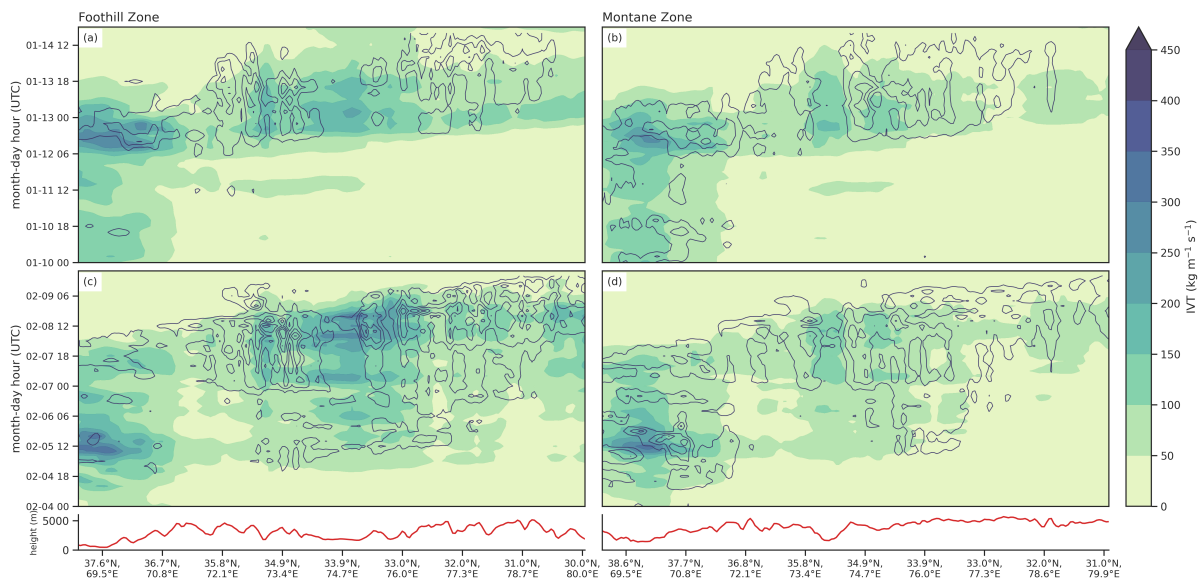 Foothill Zone
Montane Zone
(a)
(b)
01-14 12
01-13 18
01-13 00
01-12 06
01-11 12
01-10 18
01-10 00
month-day hour (UTC)
(c)
(d)
02-09 06
02-08 12
02-07 18
02-07 00
02-06 06
02-05 12
02-04 18
02-04 00
month-day hour (UTC)
450
400
350
300
250
200
150
100
50
0
IVT (kg m⁻¹ s⁻¹)
height (m)
5000
0
37.6°N, 36.7°N, 35.8°N, 34.9°N, 33.9°N, 33.0°N, 32.0°N, 31.0°N, 30.0°N,
69.5°E 70.8°E 72.1°E 73.4°E 74.7°E 76.0°E 77.3°E 78.7°E 80.0°E
38.6°N, 37.7°N, 36.8°N, 35.8°N, 34.9°N, 33.9°N, 33.0°N, 32.0°N, 31.0°N,
69.5°E 70.8°E 82.1°E 73.4°E 74.7°E 76.0°E 77.3°E 78.6°E 79.9°E